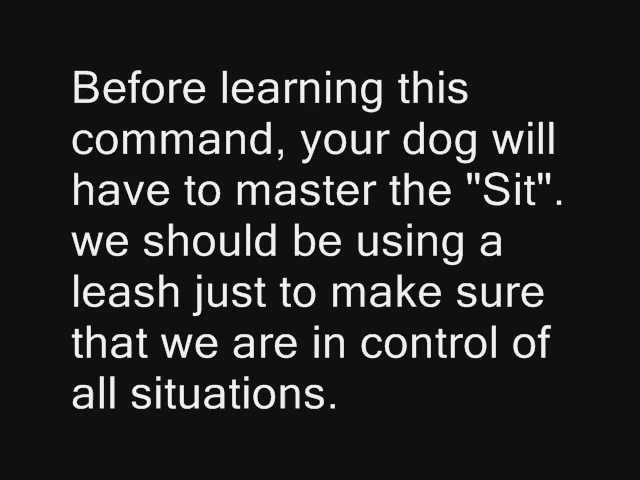 Before learning this
command, your dog will
have to master the "Sit".
we should be using a
leash just to make sure
that we are in control of
all situations.